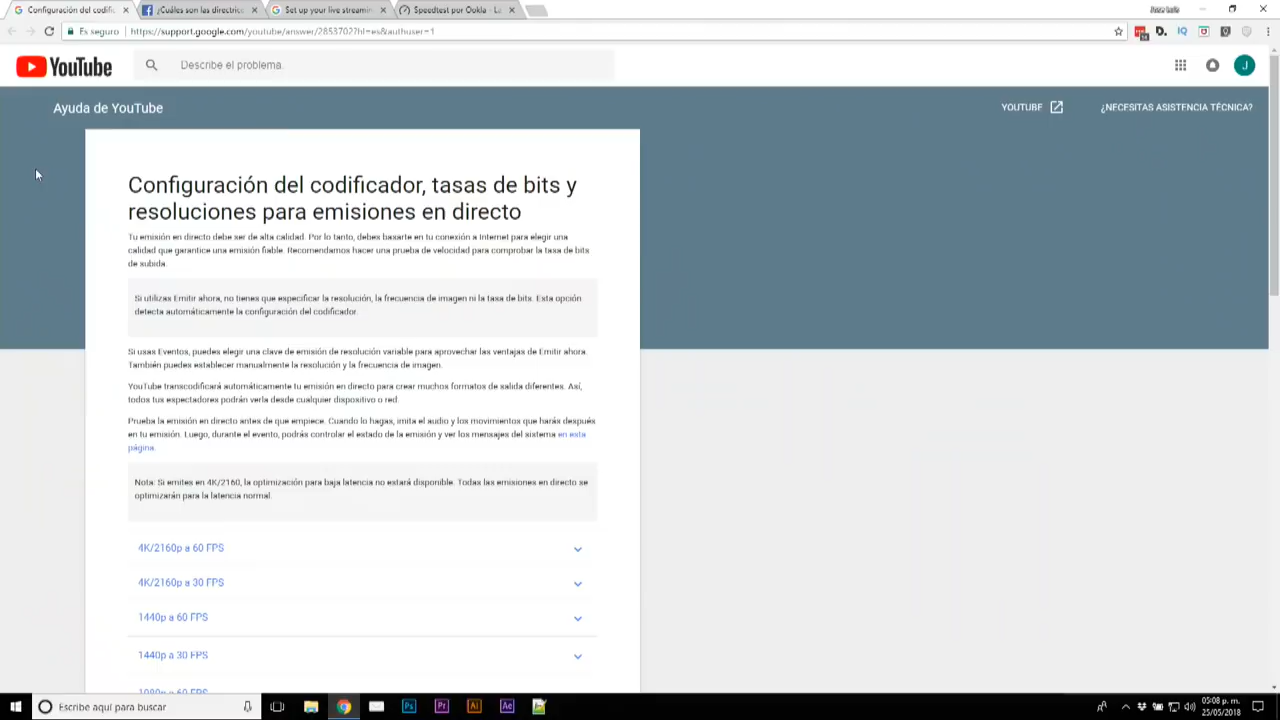 Configuración del codific
¿Cuáles son las directrice
Set up your live streamin
Speedtest por Ookla - La
Es seguro
https://support.google.com/youtube/answer/2853702?hl=es&authuser=1
YouTube
Describe el problema.
J
Ayuda de YouTube
YOUTUBE
¿NECESITAS ASISTENCIA TÉCNICA?
Configuración del codificador, tasas de bits y
resoluciones para emisiones en directo
Tu emisión en directo debe ser de alta calidad. Por lo tanto, debes basarte en tu conexión a Internet para elegir una
calidad que garantice una emisión fiable. Recomendamos hacer una prueba de velocidad para comprobar la tasa de bits
de subida.
Si utilizas Emitir ahora, no tienes que especificar la resolución, la frecuencia de imagen ni la tasa de bits. Esta opción
detecta automáticamente la configuración del codificador.
Si usas Eventos, puedes elegir una clave de emisión de resolución variable para aprovechar las ventajas de Emitir ahora.
También puedes establecer manualmente la resolución y la frecuencia de imagen.
YouTube transcodificará automáticamente tu emisión en directo para crear muchos formatos de salida diferentes. Así,
todos tus espectadores podrán verla desde cualquier dispositivo o red.
Prueba la emisión en directo antes de que empiece. Cuando lo hagas, imita el audio y los movimientos que harás después
en tu emisión. Luego, durante el evento, podrás controlar el estado de la emisión y ver los mensajes del sistema en esta
página.
Nota: Si emites en 4K/2160, la optimización para baja latencia no estará disponible. Todas las emisiones en directo se
optimizarán para la latencia normal.
4K/2160p a 60 FPS
4K/2160p a 30 FPS
1440p a 60 FPS
1440p a 30 FPS
1080p a 60 FPS
Escribe aquí para buscar
Ps
Pr
Ai
Ae
05:08 p. m.
25/05/2018